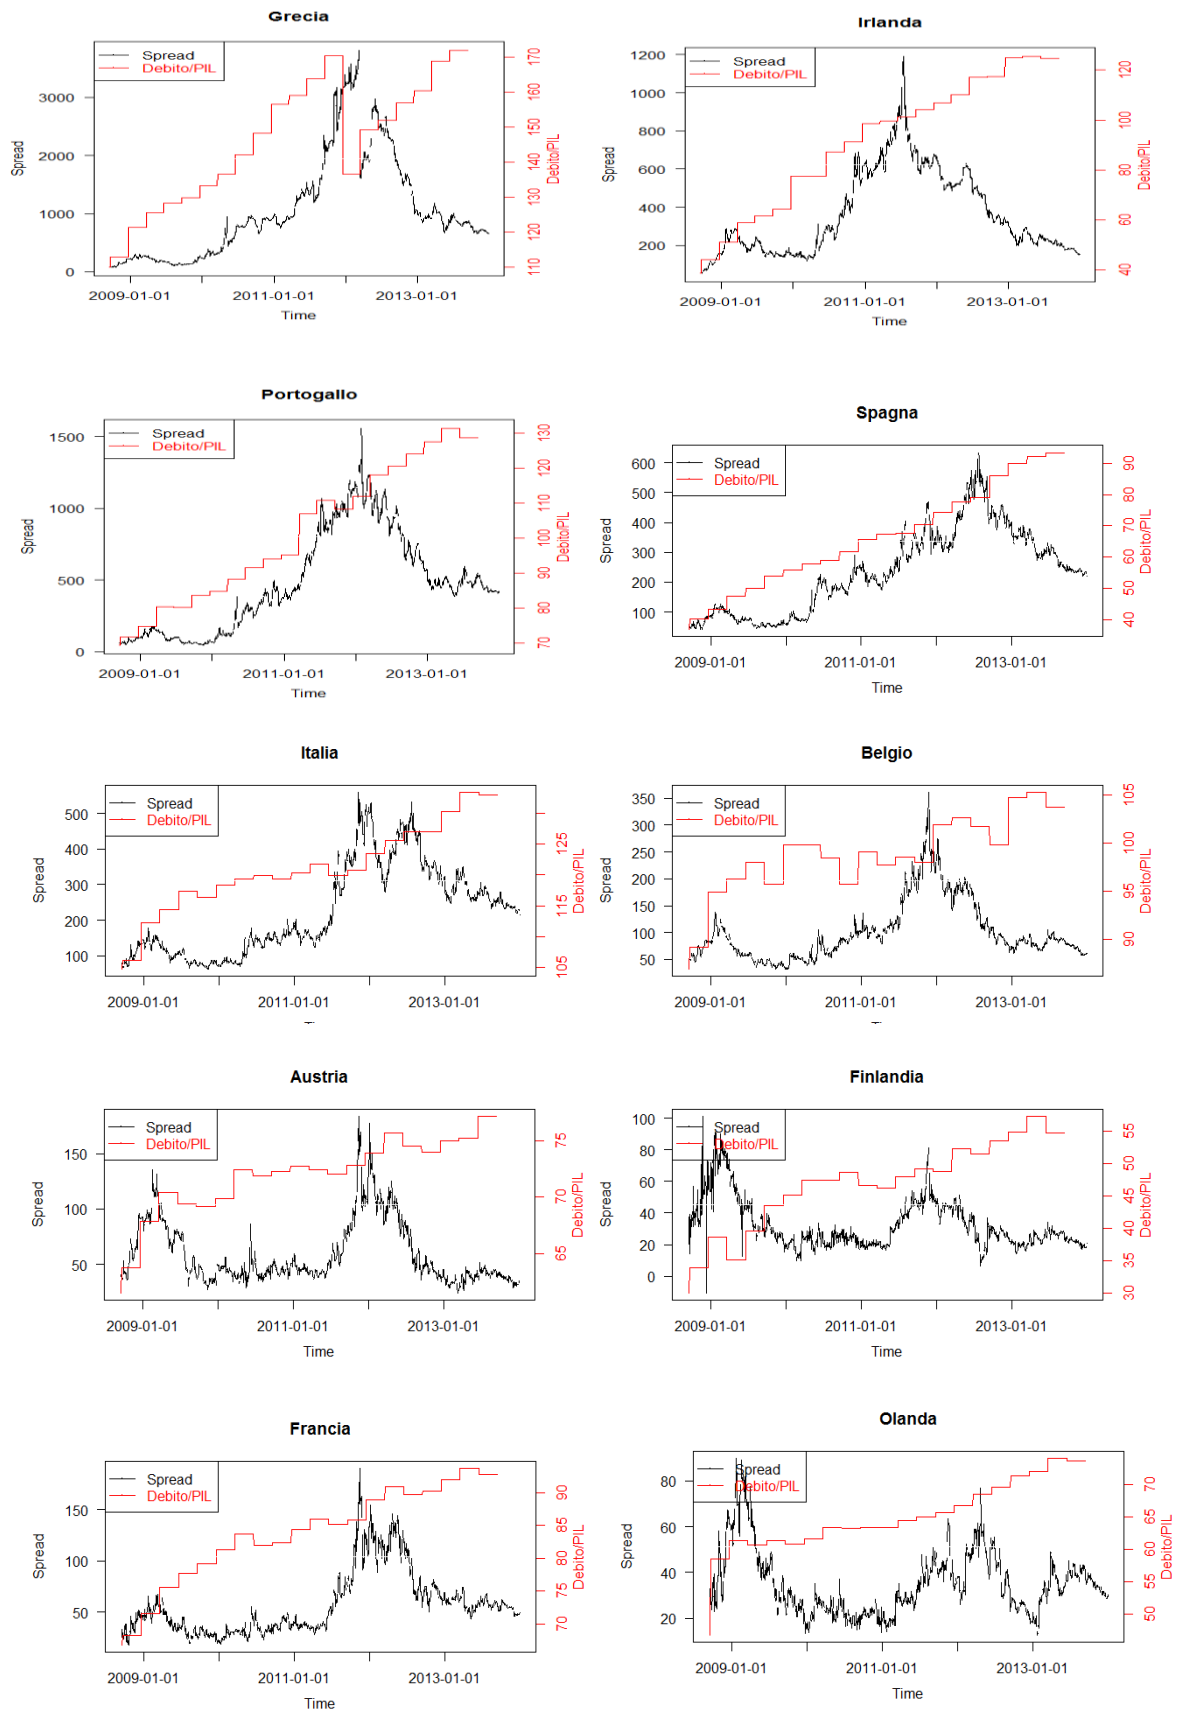 Grecia
Spread
Debito/PIL
3000
2000
1000
0
Spread
170
160
150
140
130
120
110
Debito/PIL
2009-01-01 2011-01-01 2013-01-01
Time
Irlanda
Spread
Debito/PIL
1200
1000
800
600
400
200
Spread
120
100
80
60
40
Debito/PIL
2009-01-01 2011-01-01 2013-01-01
Time
Portogallo
Spread
Debito/PIL
1500
1000
500
0
Spread
130
120
110
100
90
80
70
Debito/PIL
2009-01-01 2011-01-01 2013-01-01
Time
Spagna
Spread
Debito/PIL
600
500
400
300
200
100
Spread
90
80
70
60
50
40
Debito/PIL
2009-01-01 2011-01-01 2013-01-01
Time
Italia
Spread
Debito/PIL
500
400
300
200
100
Spread
125
115
105
Debito/PIL
2009-01-01 2011-01-01 2013-01-01
Belgio
Spread
Debito/PIL
350
300
250
200
150
100
50
Spread
105
100
95
90
Debito/PIL
2009-01-01 2011-01-01 2013-01-01
Austria
Spread
Debito/PIL
150
100
50
Spread
75
70
65
Debito/PIL
2009-01-01 2011-01-01 2013-01-01
Time
Finlandia
Spread
Debito/PIL
100
80
60
40
20
0
Spread
55
50
45
40
35
30
Debito/PIL
2009-01-01 2011-01-01 2013-01-01
Time
Francia
Spread
Debito/PIL
150
100
50
Spread
90
85
80
75
70
Debito/PIL
2009-01-01 2011-01-01 2013-01-01
Time
Olanda
Spread
Debito/PIL
80
60
40
20
Spread
70
65
60
55
50
Debito/PIL
2009-01-01 2011-01-01 2013-01-01
Time